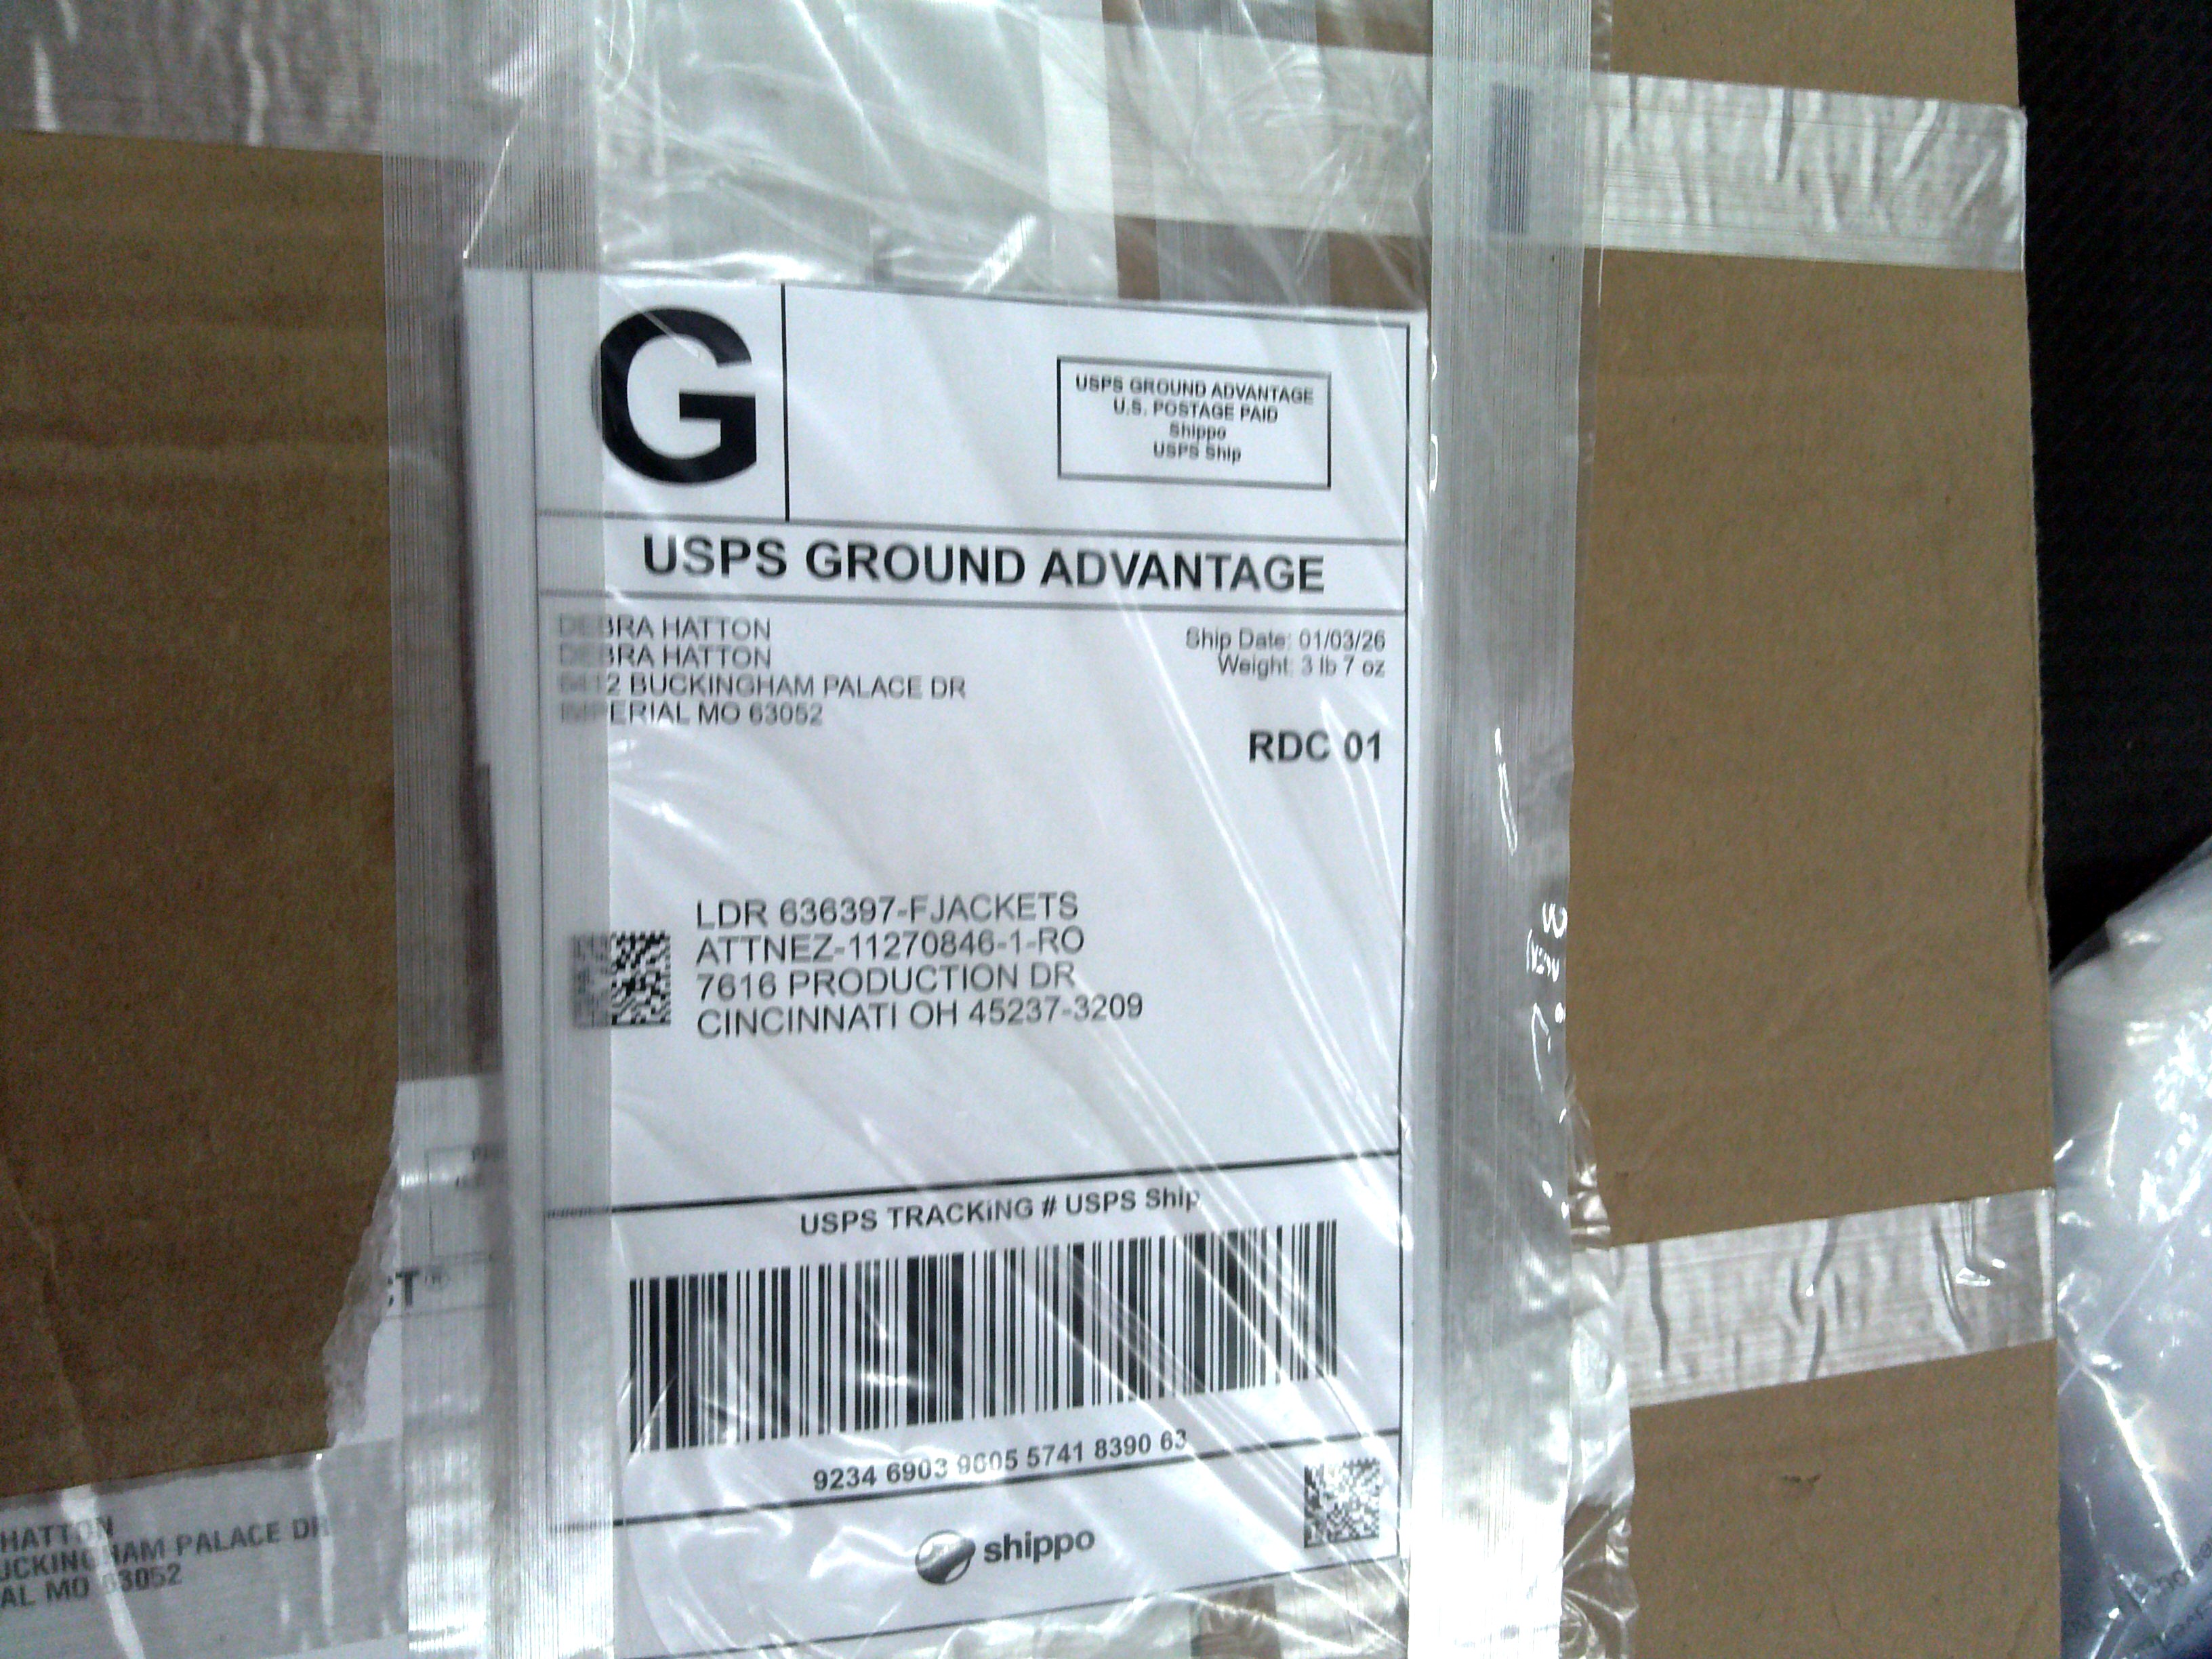 G
USPS GROUND ADVANTAGE
U.S. POSTAGE PAID
Shippo
USPS Ship
USPS GROUND ADVANTAGE
DEBRA HATTON
DEBRA HATTON
BUCKINGHAM PALACE DR
IMPERIAL MO 63052
Ship Date: 01/03/26
Weight: 3 lb 7 oz
RDC 01
LDR 636397-FJACKETS
ATTNEZ-11270846-1-RO
7616 PRODUCTION DR
CINCINNATI OH 45237-3209
USPS TRACKING # USPS Ship
9234 6903 9605 5741 8390 63
shippo
HATTON
UCKINGHAM PALACE DR
AL MO 63052